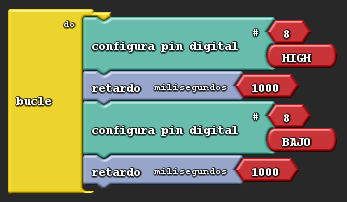 do
configura pin digital # 8
HIGH
retardo milisegundos 1000
bucle
configura pin digital # 8
BAJO
retardo milisegundos 1000